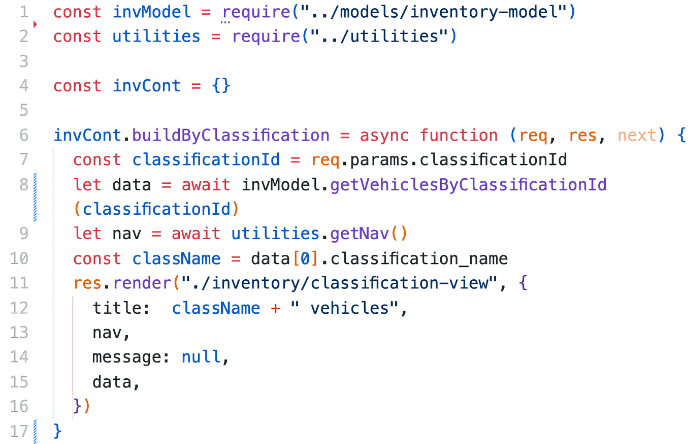 1 const invModel = require("../models/inventory-model")
2 const utilities = require("../utilities")
3
4 const invCont = {}
5
6 invCont.buildByClassification = async function (req, res, next) {
7   const classificationId = req.params.classificationId
8   let data = await invModel.getVehiclesByClassificationId
  (classificationId)
9   let nav = await utilities.getNav()
10   const className = data[0].classification_name
11   res.render("./inventory/classification-view", {
12     title:  className + " vehicles",
13     nav,
14     message: null,
15     data,
16   })
17 }